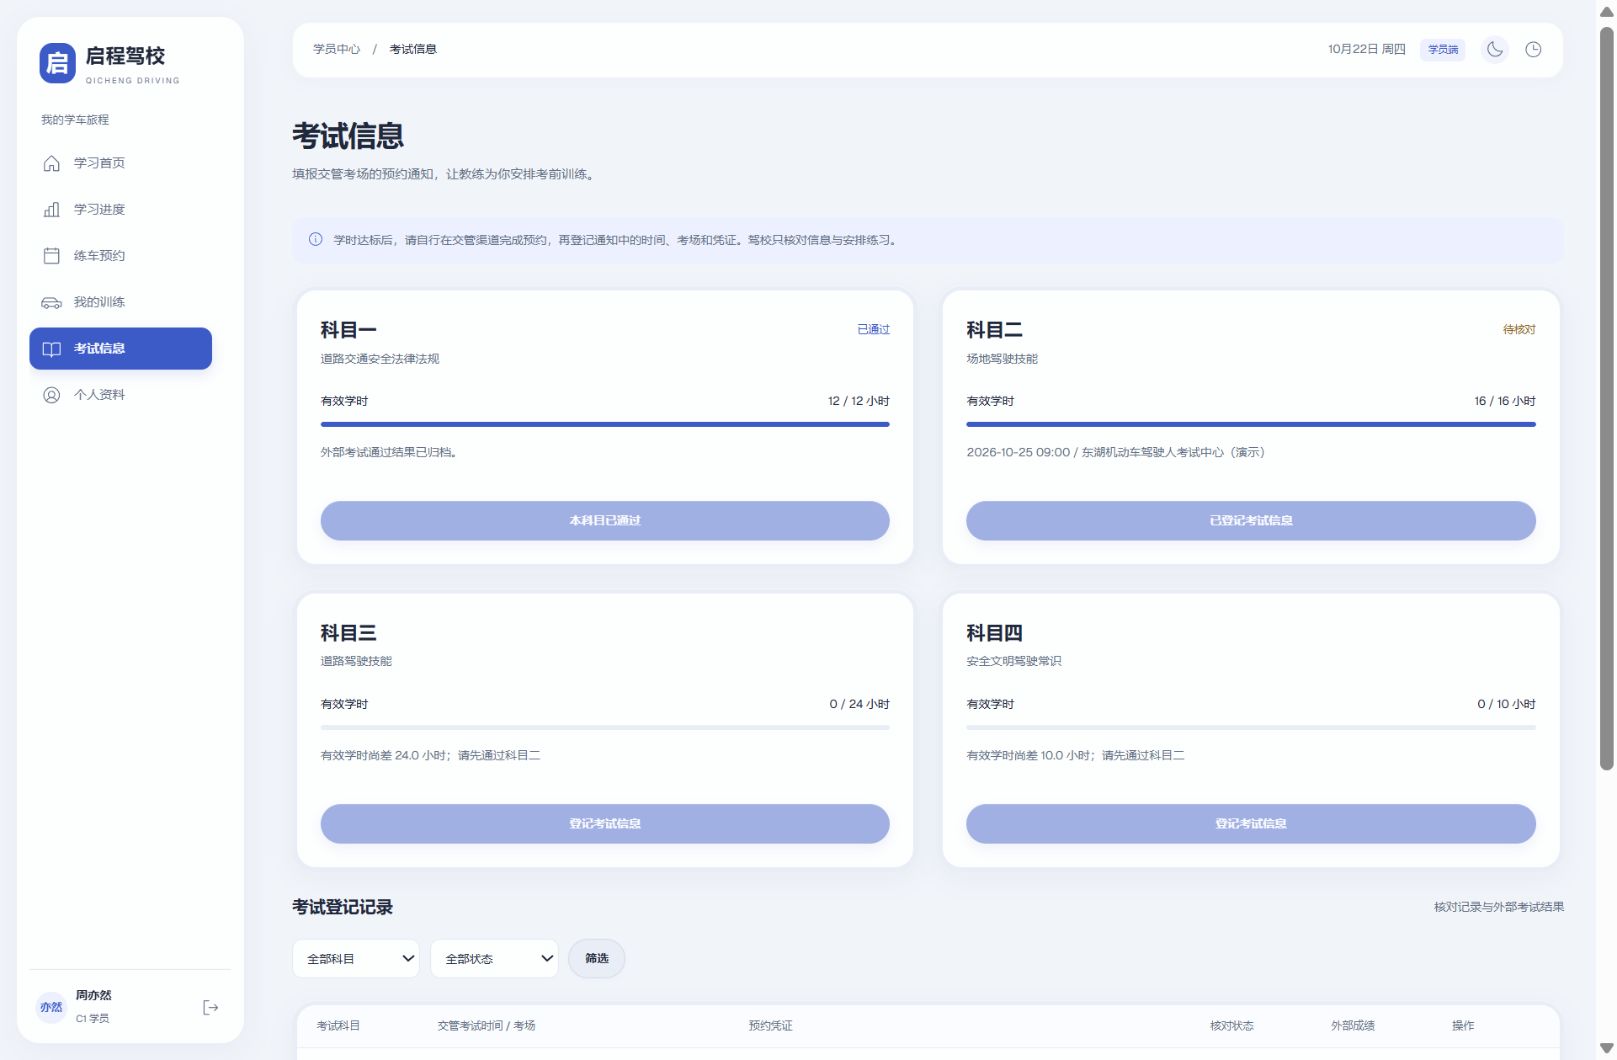 启
启程驾校
QICHENG DRIVING
我的学车旅程
学习首页
学习进度
练车预约
我的训练
考试信息
个人资料
亦然
周亦然
C1 学员
学员中心 / 考试信息
10月22日 周四
学员端
考试信息
填报交管考场的预约通知，让教练为你安排考前训练。
学时达标后，请自行在交管渠道完成预约，再登记通知中的时间、考场和凭证。驾校只核对信息与安排练习。
科目一
已通过
道路交通安全法律法规
有效学时
12 / 12 小时
外部考试通过结果已归档。
本科目已通过
科目二
待核对
场地驾驶技能
有效学时
16 / 16 小时
2026-10-25 09:00 / 东湖机动车驾驶人考试中心（演示）
已登记考试信息
科目三
道路驾驶技能
有效学时
0 / 24 小时
有效学时尚差 24.0 小时；请先通过科目二
登记考试信息
科目四
安全文明驾驶常识
有效学时
0 / 10 小时
有效学时尚差 10.0 小时；请先通过科目二
登记考试信息
考试登记记录
核对记录与外部考试结果
全部科目
全部状态
筛选
考试科目
交管考试时间 / 考场
预约凭证
核对状态
外部成绩
操作